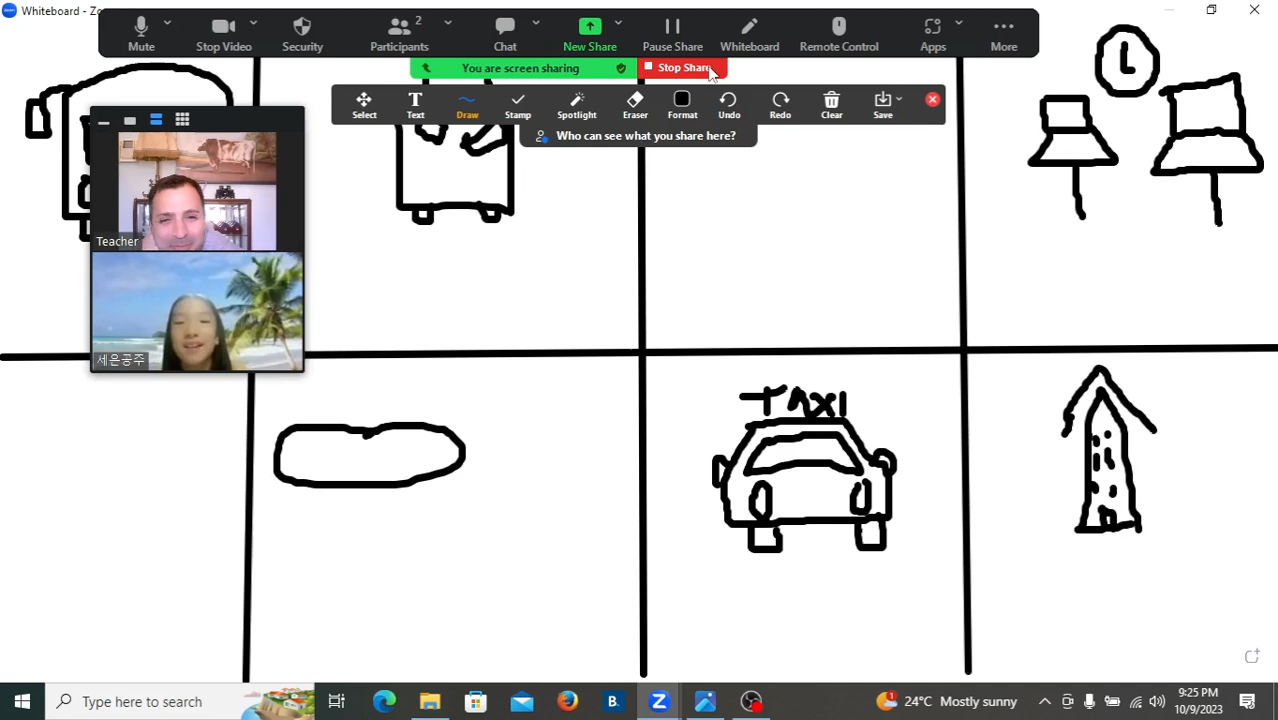 Whiteboard - Zo
Mute
Stop Video
Security
Participants
2
Chat
New Share
Pause Share
Whiteboard
Remote Control
Apps
More
You are screen sharing
Stop Share
Select
Text
Draw
Stamp
Spotlight
Eraser
Format
Undo
Redo
Clear
Save
Who can see what you share here?
Teacher
세은공주
TAXI
Type here to search
B.
1
24°C Mostly sunny
9:25 PM
10/9/2023